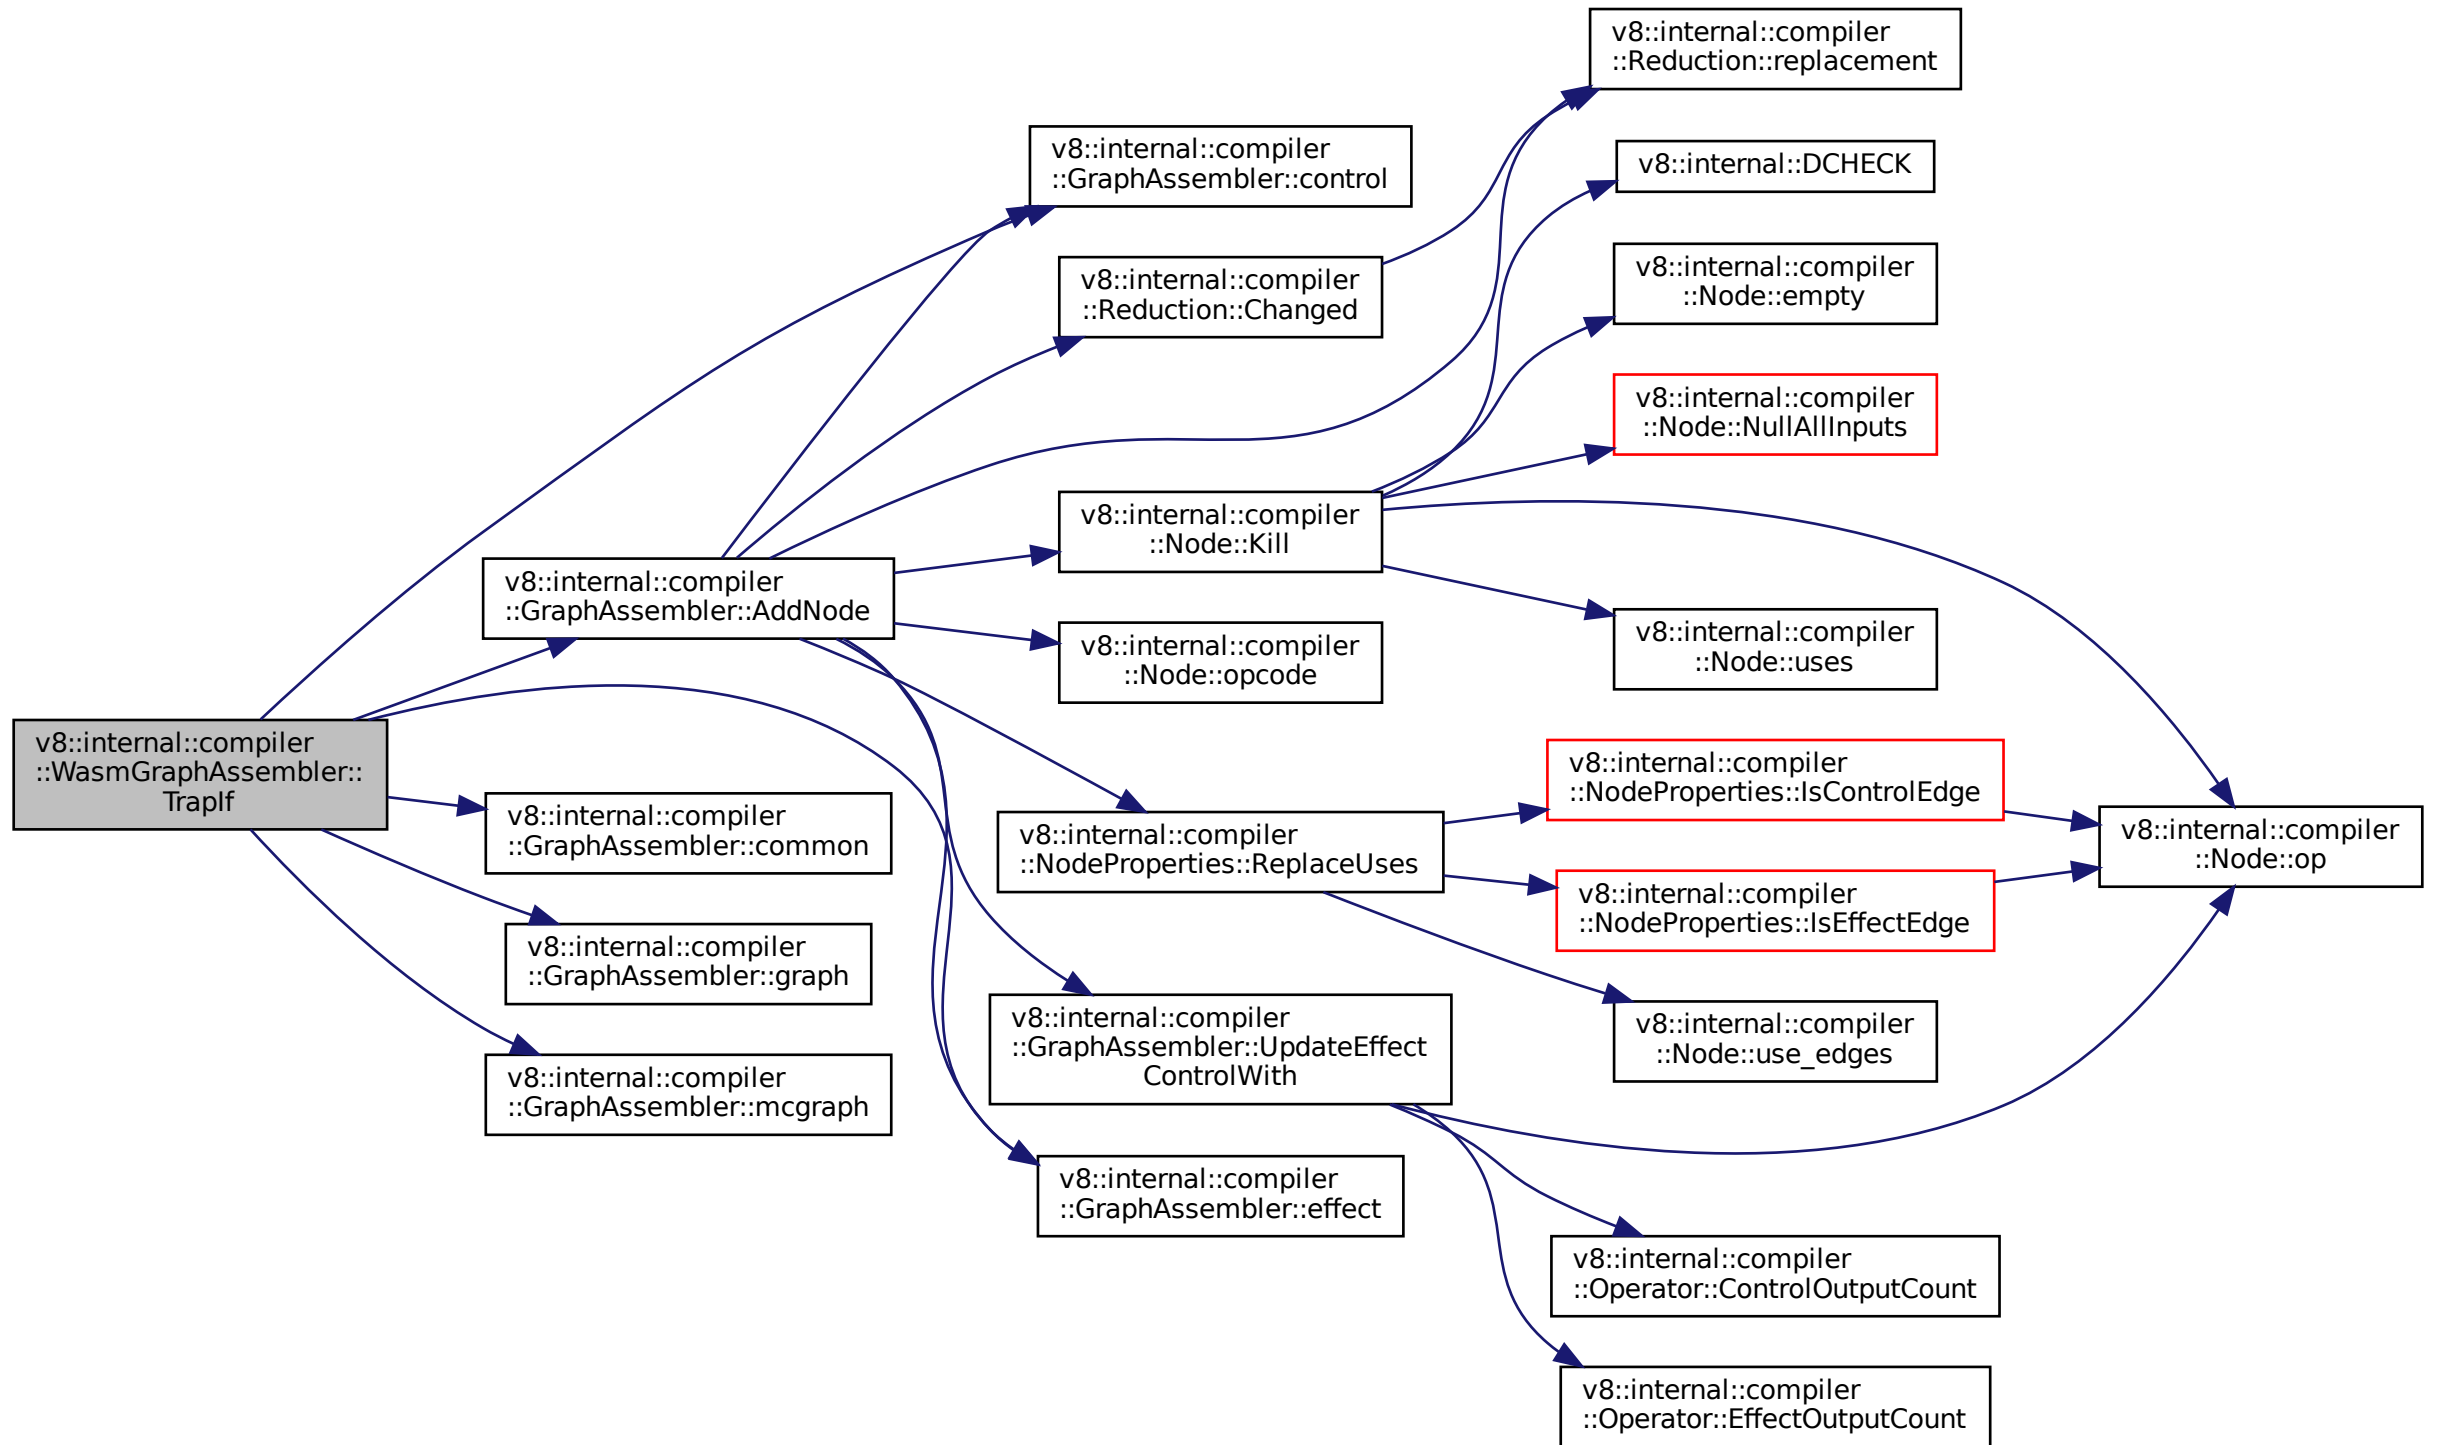 v8::internal::compiler
::WasmGraphAssembler::
TrapIf
v8::internal::compiler
::GraphAssembler::AddNode
v8::internal::compiler
::GraphAssembler::common
v8::internal::compiler
::GraphAssembler::graph
v8::internal::compiler
::GraphAssembler::mcgraph
v8::internal::compiler
::GraphAssembler::control
v8::internal::compiler
::Reduction::Changed
v8::internal::compiler
::Node::Kill
v8::internal::compiler
::Node::opcode
v8::internal::compiler
::NodeProperties::ReplaceUses
v8::internal::compiler
::GraphAssembler::UpdateEffect
ControlWith
v8::internal::compiler
::GraphAssembler::effect
v8::internal::compiler
::Reduction::replacement
v8::internal::DCHECK
v8::internal::compiler
::Node::empty
v8::internal::compiler
::Node::NullAllInputs
v8::internal::compiler
::Node::uses
v8::internal::compiler
::NodeProperties::IsControlEdge
v8::internal::compiler
::NodeProperties::IsEffectEdge
v8::internal::compiler
::Node::use_edges
v8::internal::compiler
::Operator::ControlOutputCount
v8::internal::compiler
::Operator::EffectOutputCount
v8::internal::compiler
::Node::op